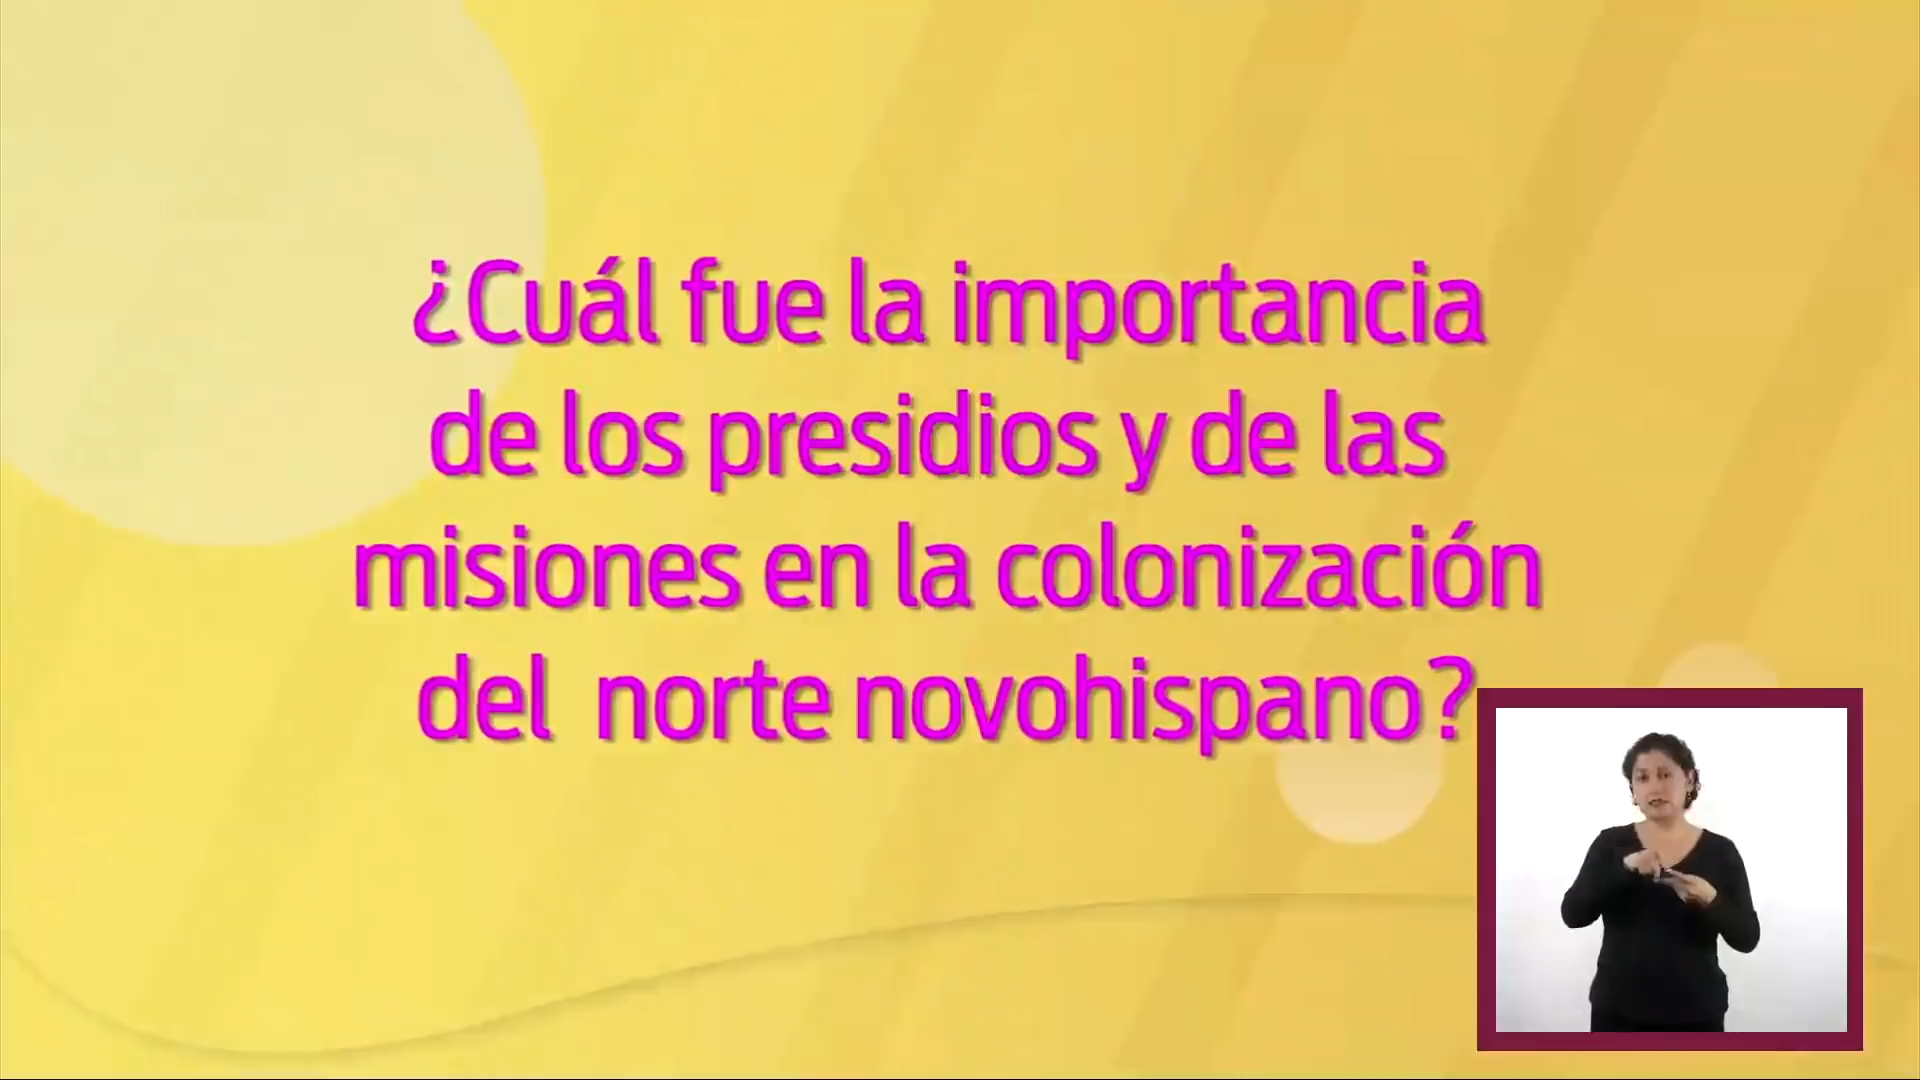 ¿Cuál fue la importancia
de los presidios y de las
misiones en la colonización
del norte novohispano?